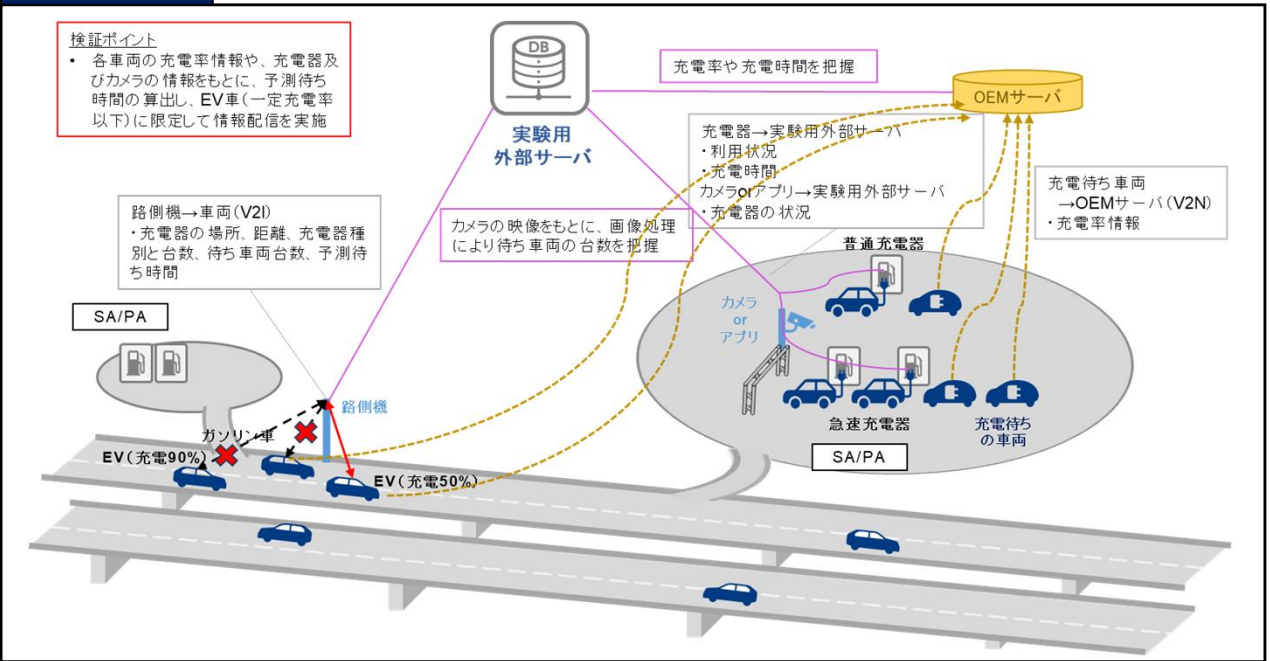 検証ポイント
• 各車両の充電率情報や、充電器及
びカメラの情報をもとに、予測待ち
時間の算出し、EV車（一定充電率
以下）に限定して情報配信を実施
DB
実験用
外部サーバ
充電率や充電時間を把握
OEMサーバ
充電器→実験用外部サーバ
・利用状況
・充電時間
カメラorアプリ→実験用外部サーバ
・充電器の状況
充電待ち車両
→OEMサーバ（V2N）
・充電率情報
路側機→車両（V2I）
・充電器の場所、距離、充電器種
別と台数、待ち車両台数、予測待
ち時間
カメラの映像をもとに、画像処理
により待ち車両の台数を把握
普通充電器
カメラ
or
アプリ
SA/PA
路側機
ガソリン車
EV（充電90%）
EV（充電50%）
急速充電器
充電待ち
の車両
SA/PA